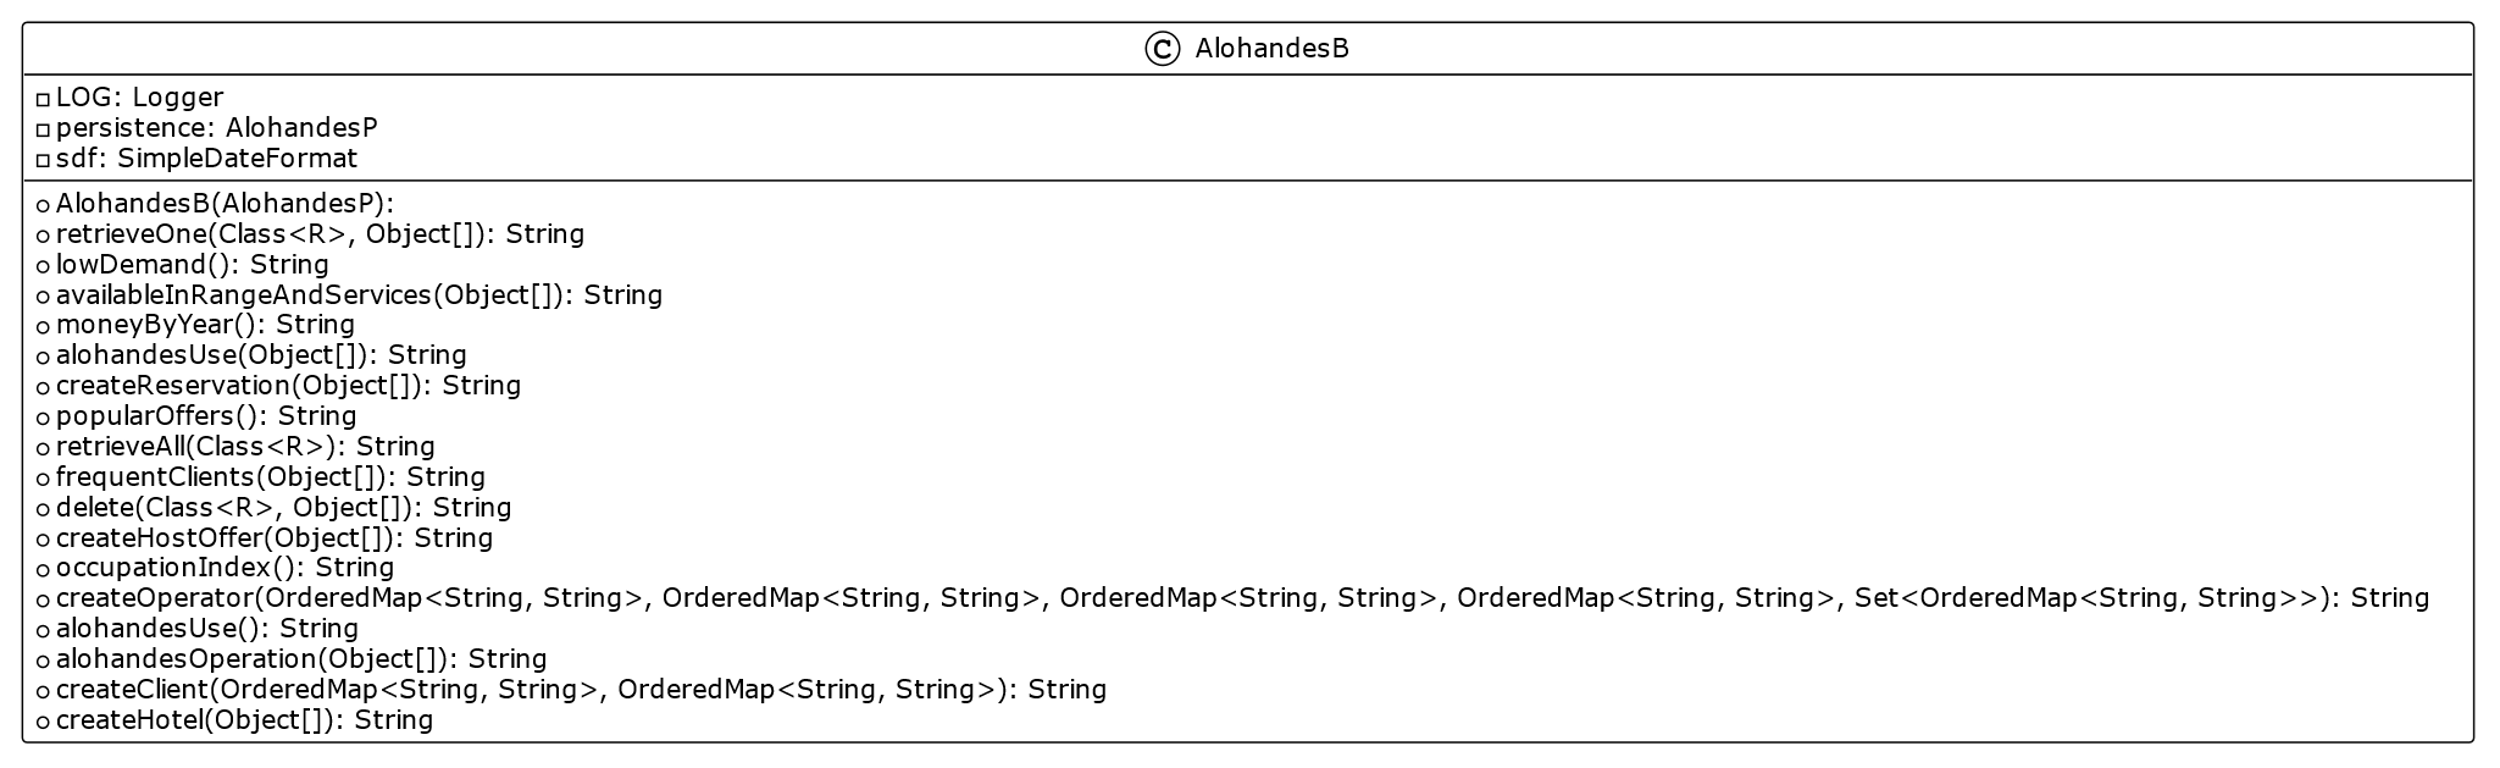 C AlohandesB
LOG: Logger
persistence: AlohandesP
sdf: SimpleDateFormat
AlohandesB(AlohandesP):
retrieveOne(Class<R>, Object[]): String
lowDemand(): String
availableInRangeAndServices(Object[]): String
moneyByYear(): String
alohandesUse(Object[]): String
createReservation(Object[]): String
popularOffers(): String
retrieveAll(Class<R>): String
frequentClients(Object[]): String
delete(Class<R>, Object[]): String
createHostOffer(Object[]): String
occupationIndex(): String
createOperator(OrderedMap<String, String>, OrderedMap<String, String>, OrderedMap<String, String>, OrderedMap<String, String>, Set<OrderedMap<String, String>>): String
alohandesUse(): String
alohandesOperation(Object[]): String
createClient(OrderedMap<String, String>, OrderedMap<String, String>): String
createHotel(Object[]): String